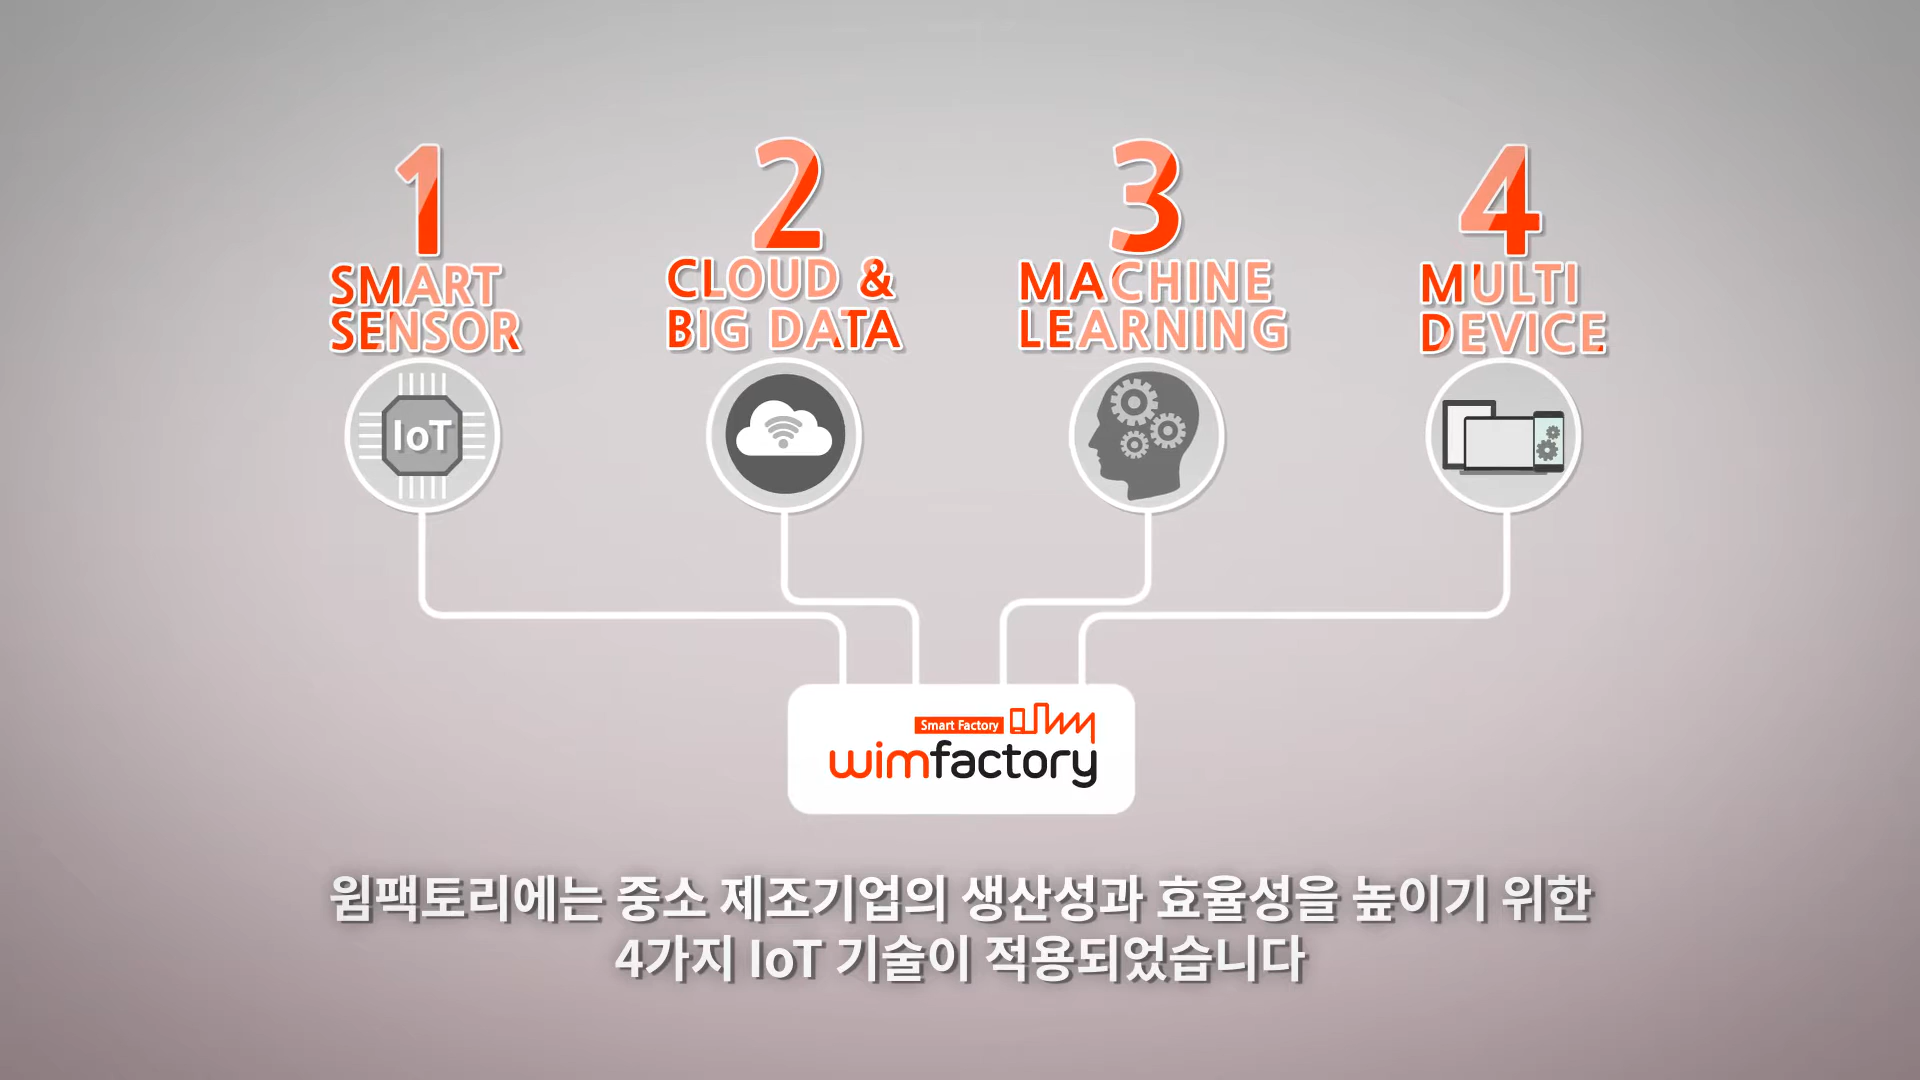 1
SMART
SENSOR
2
CLOUD &
BIG DATA
3
MACHINE
LEARNING
4
MULTI
DEVICE
IoT
Smart Factory
wimfactory
윔팩토리에는 중소 제조기업의 생산성과 효율성을 높이기 위한
4가지 IoT 기술이 적용되었습니다